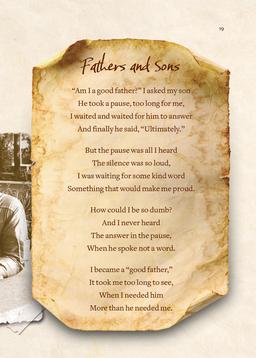 19
Fathers and Sons
"Am I a good father?" I asked my son
He took a pause, too long for me,
I waited and waited for him to answer
And finally he said, "Ultimately."
But the pause was all I heard
The silence was so loud,
I was waiting for some kind word
Something that would make me proud.
How could I be so dumb?
And I never heard
The answer in the pause,
When he spoke not a word.
I became a "good father,"
It took me too long to see,
When I needed him
More than he needed me.